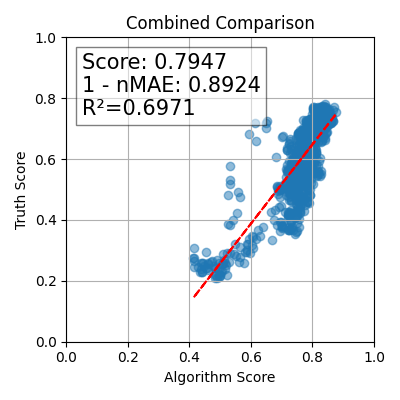 Combined Comparison
Score: 0.7947
1 - nMAE: 0.8924
R²=0.6971
Truth Score
1.0
0.8
0.6
0.4
0.2
0.0
0.0 0.2 0.4 0.6 0.8 1.0
Algorithm Score